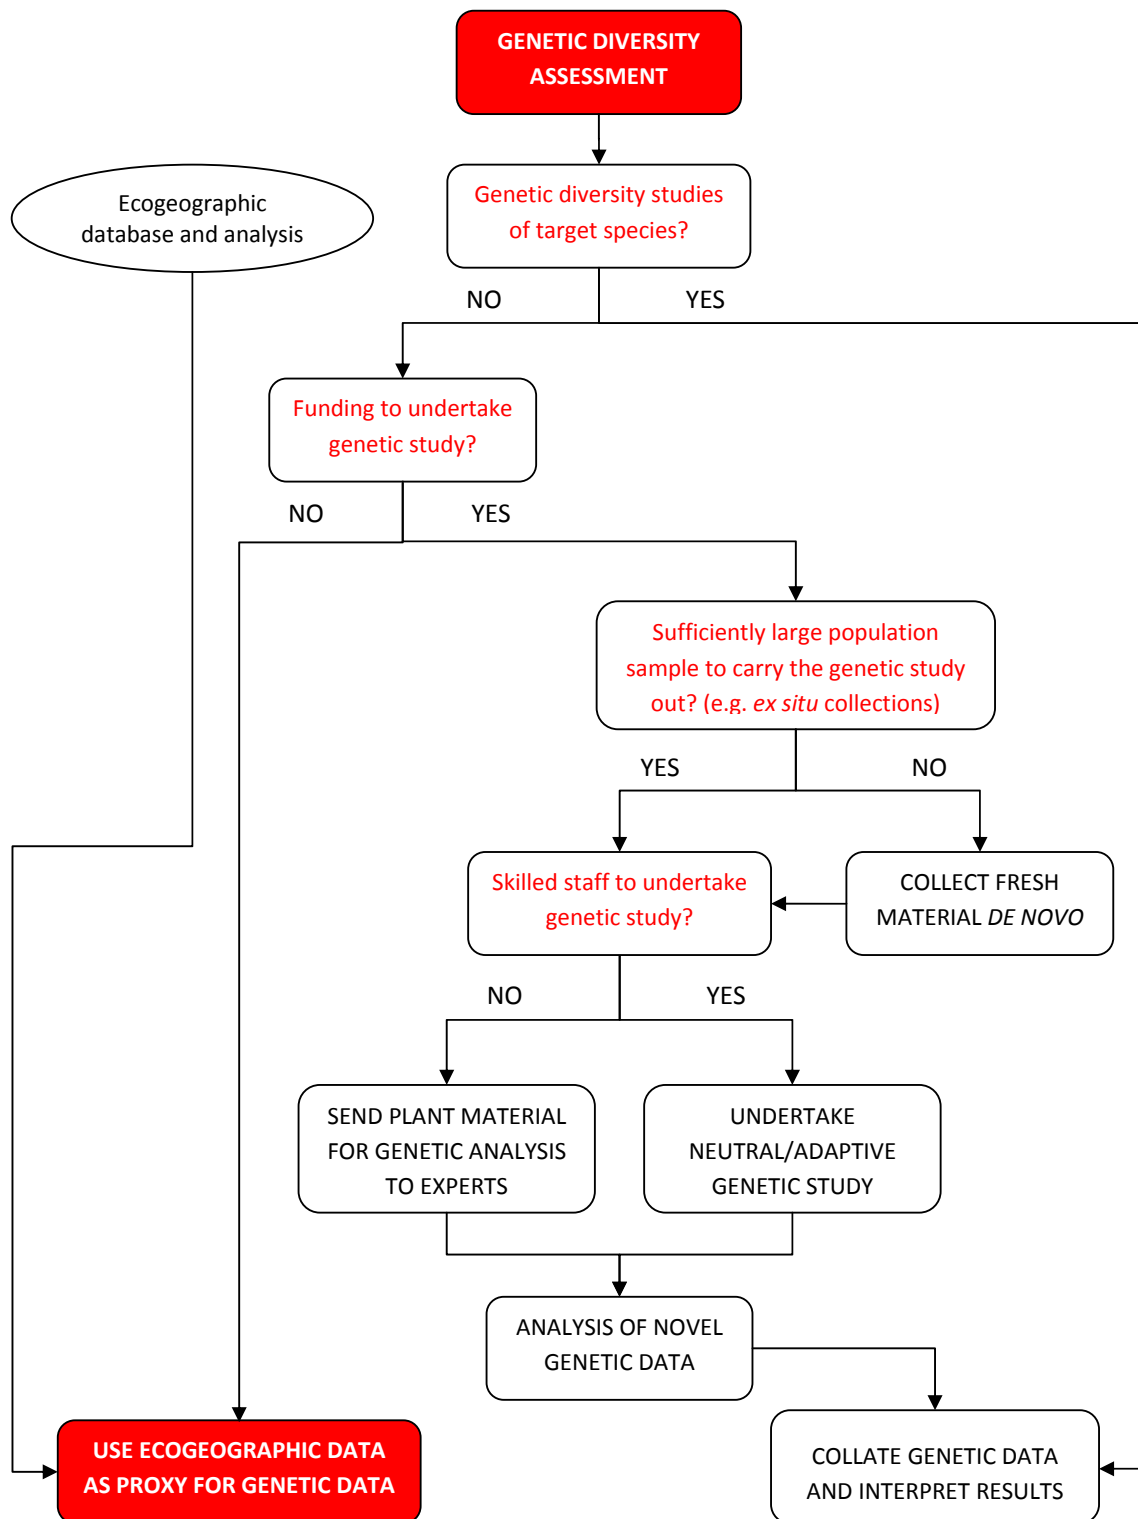 GENETIC DIVERSITY
ASSESSMENT
Ecogeographic
database and analysis
Genetic diversity studies
of target species?
NO
YES
Funding to undertake
genetic study?
NO
YES
Sufficiently large population
sample to carry the genetic study
out? (e.g. ex situ collections)
YES
NO
Skilled staff to undertake
genetic study?
COLLECT FRESH
MATERIAL DE NOVO
NO
YES
SEND PLANT MATERIAL
FOR GENETIC ANALYSIS
TO EXPERTS
UNDERTAKE
NEUTRAL/ADAPTIVE
GENETIC STUDY
ANALYSIS OF NOVEL
GENETIC DATA
USE ECOGEOGRAPHIC DATA
AS PROXY FOR GENETIC DATA
COLLATE GENETIC DATA
AND INTERPRET RESULTS